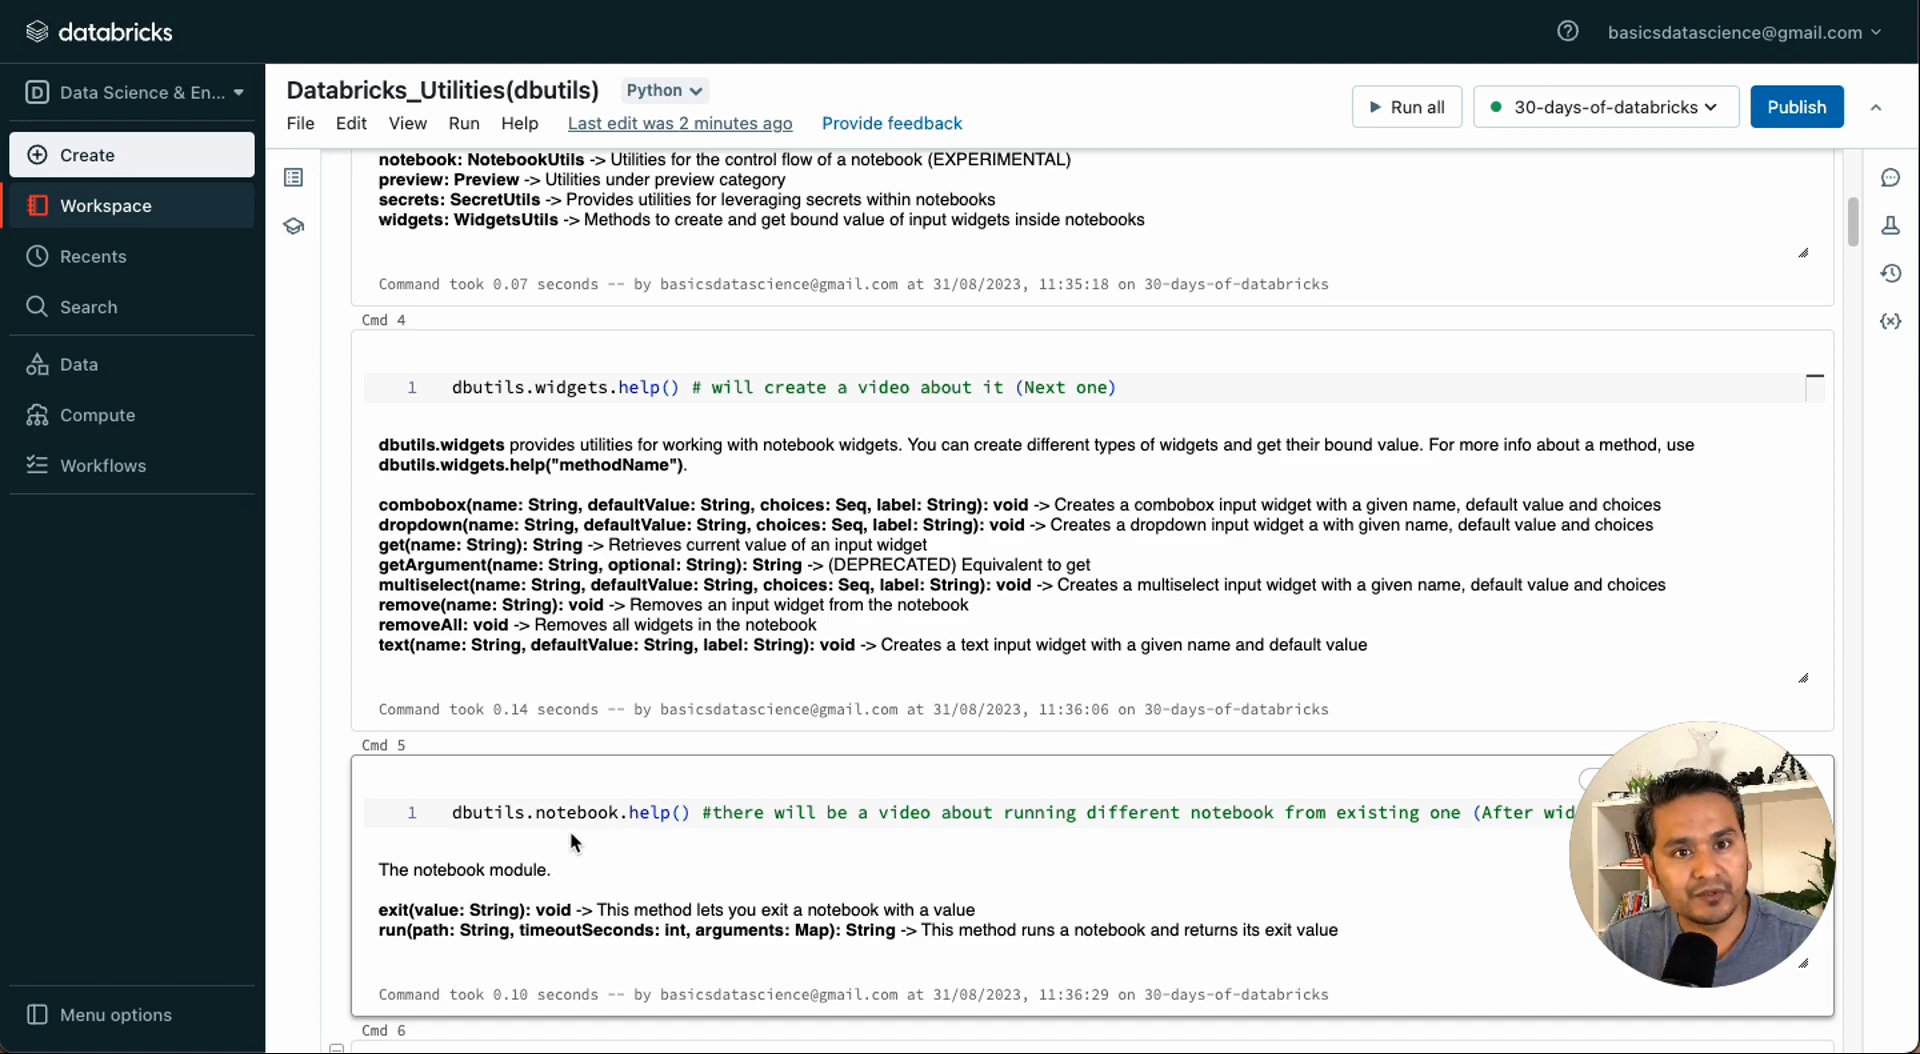 databricks
basicsdatascience@gmail.com
Data Science & En...
Create
Workspace
Recents
Search
Data
Compute
Workflows
Menu options
Databricks_Utilities(dbutils)
Python
File Edit View Run Help Last edit was 2 minutes ago Provide feedback
Run all
30-days-of-databricks
Publish
notebook: NotebookUtils -> Utilities for the control flow of a notebook (EXPERIMENTAL)
preview: Preview -> Utilities under preview category
secrets: SecretUtils -> Provides utilities for leveraging secrets within notebooks
widgets: WidgetsUtils -> Methods to create and get bound value of input widgets inside notebooks
Command took 0.07 seconds -- by basicsdatascience@gmail.com at 31/08/2023, 11:35:18 on 30-days-of-databricks
Cmd 4
1 dbutils.widgets.help() # will create a video about it (Next one)
dbutils.widgets provides utilities for working with notebook widgets. You can create different types of widgets and get their bound value. For more info about a method, use
dbutils.widgets.help("methodName").
combobox(name: String, defaultValue: String, choices: Seq, label: String): void -> Creates a combobox input widget with a given name, default value and choices
dropdown(name: String, defaultValue: String, choices: Seq, label: String): void -> Creates a dropdown input widget a with given name, default value and choices
get(name: String): String -> Retrieves current value of an input widget
getArgument(name: String, optional: String): String -> (DEPRECATED) Equivalent to get
multiselect(name: String, defaultValue: String, choices: Seq, label: String): void -> Creates a multiselect input widget with a given name, default value and choices
remove(name: String): void -> Removes an input widget from the notebook
removeAll: void -> Removes all widgets in the notebook
text(name: String, defaultValue: String, label: String): void -> Creates a text input widget with a given name and default value
Command took 0.14 seconds -- by basicsdatascience@gmail.com at 31/08/2023, 11:36:06 on 30-days-of-databricks
Cmd 5
1 dbutils.notebook.help() #there will be a video about running different notebook from existing one (After wid
The notebook module.
exit(value: String): void -> This method lets you exit a notebook with a value
run(path: String, timeoutSeconds: int, arguments: Map): String -> This method runs a notebook and returns its exit value
Command took 0.10 seconds -- by basicsdatascience@gmail.com at 31/08/2023, 11:36:29 on 30-days-of-databricks
Cmd 6